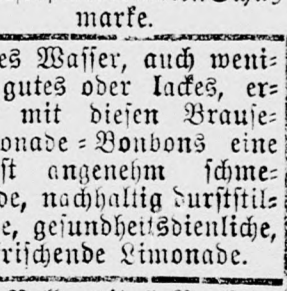 marke.
es Wasser, auch weni-
gutes oder lackes, er-
mit diesen Brause-
onade-Bonbons eine
st angenehm schme-
de, nachhaltig durststil-
e, gesundheitsdienliche,
rischende Limonade.